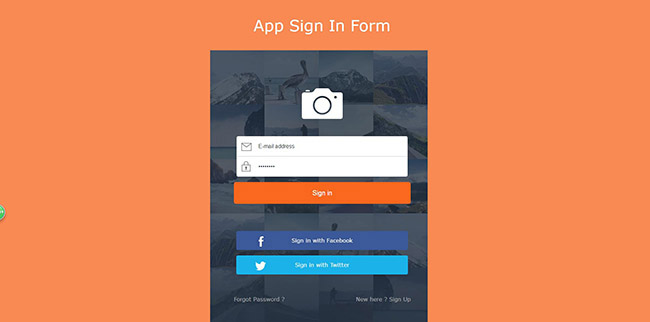 App Sign In Form
E-mail address
••••••••
Sign in
Sign In with Facebook
Sign In with Twitter
Forgot Password ?
New here ? Sign Up